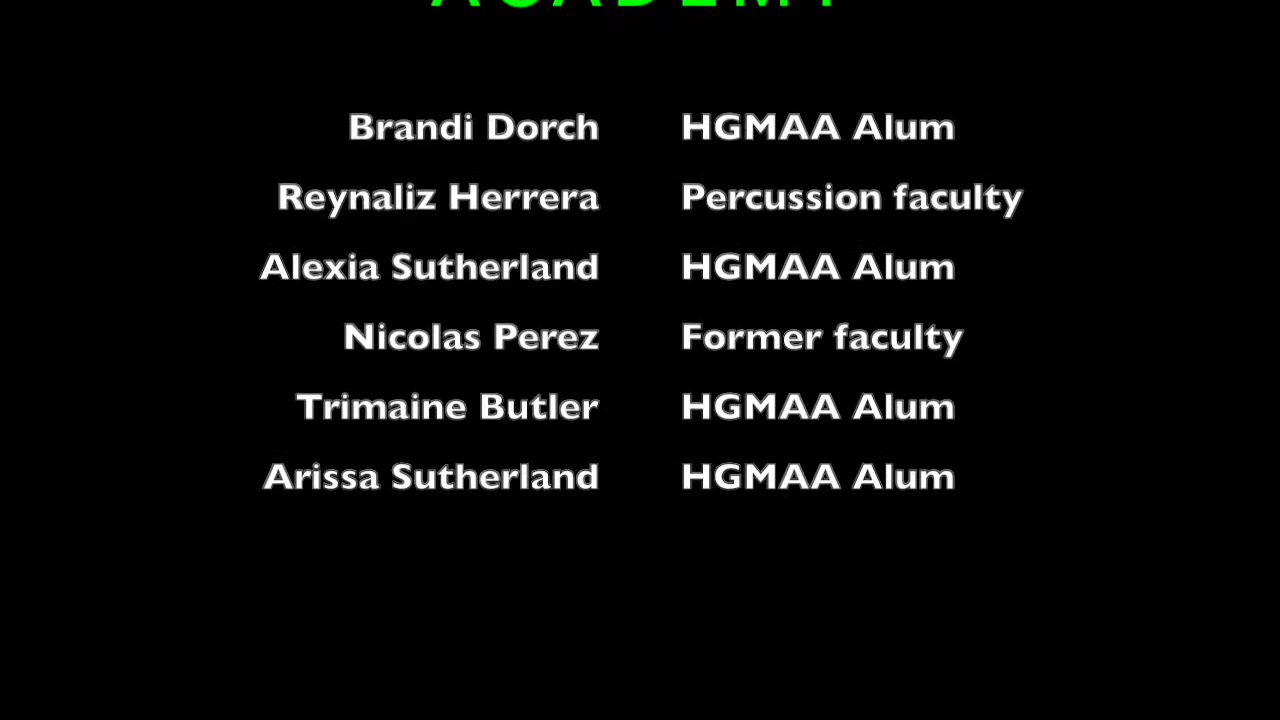 ACADEMY
Brandi Dorch HGMAA Alum
Reynaliz Herrera Percussion faculty
Alexia Sutherland HGMAA Alum
Nicolas Perez Former faculty
Trimaine Butler HGMAA Alum
Arissa Sutherland HGMAA Alum